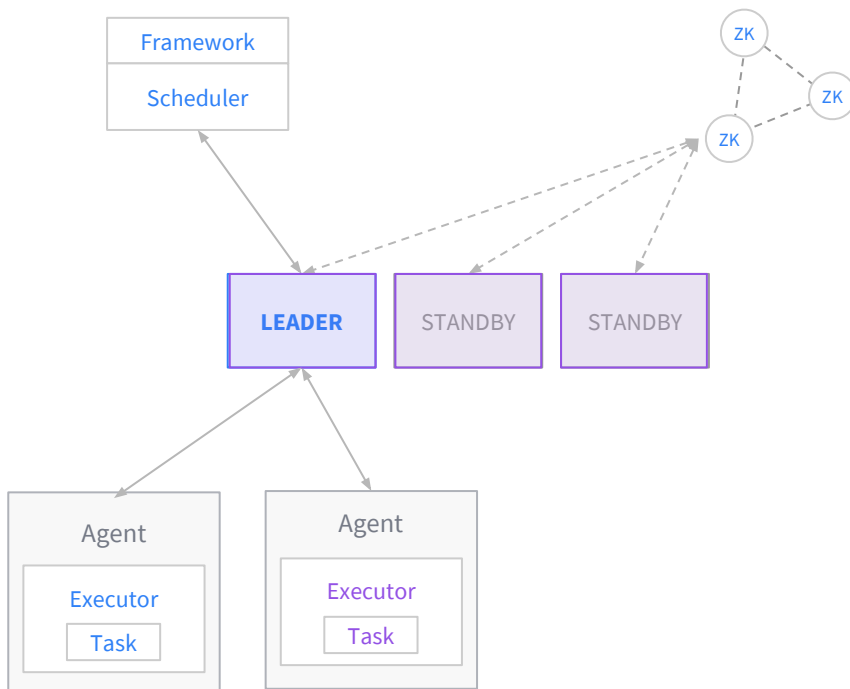 Framework
Scheduler
ZK
ZK
ZK
LEADER
STANDBY
STANDBY
Agent
Executor
Task
Agent
Executor
Task